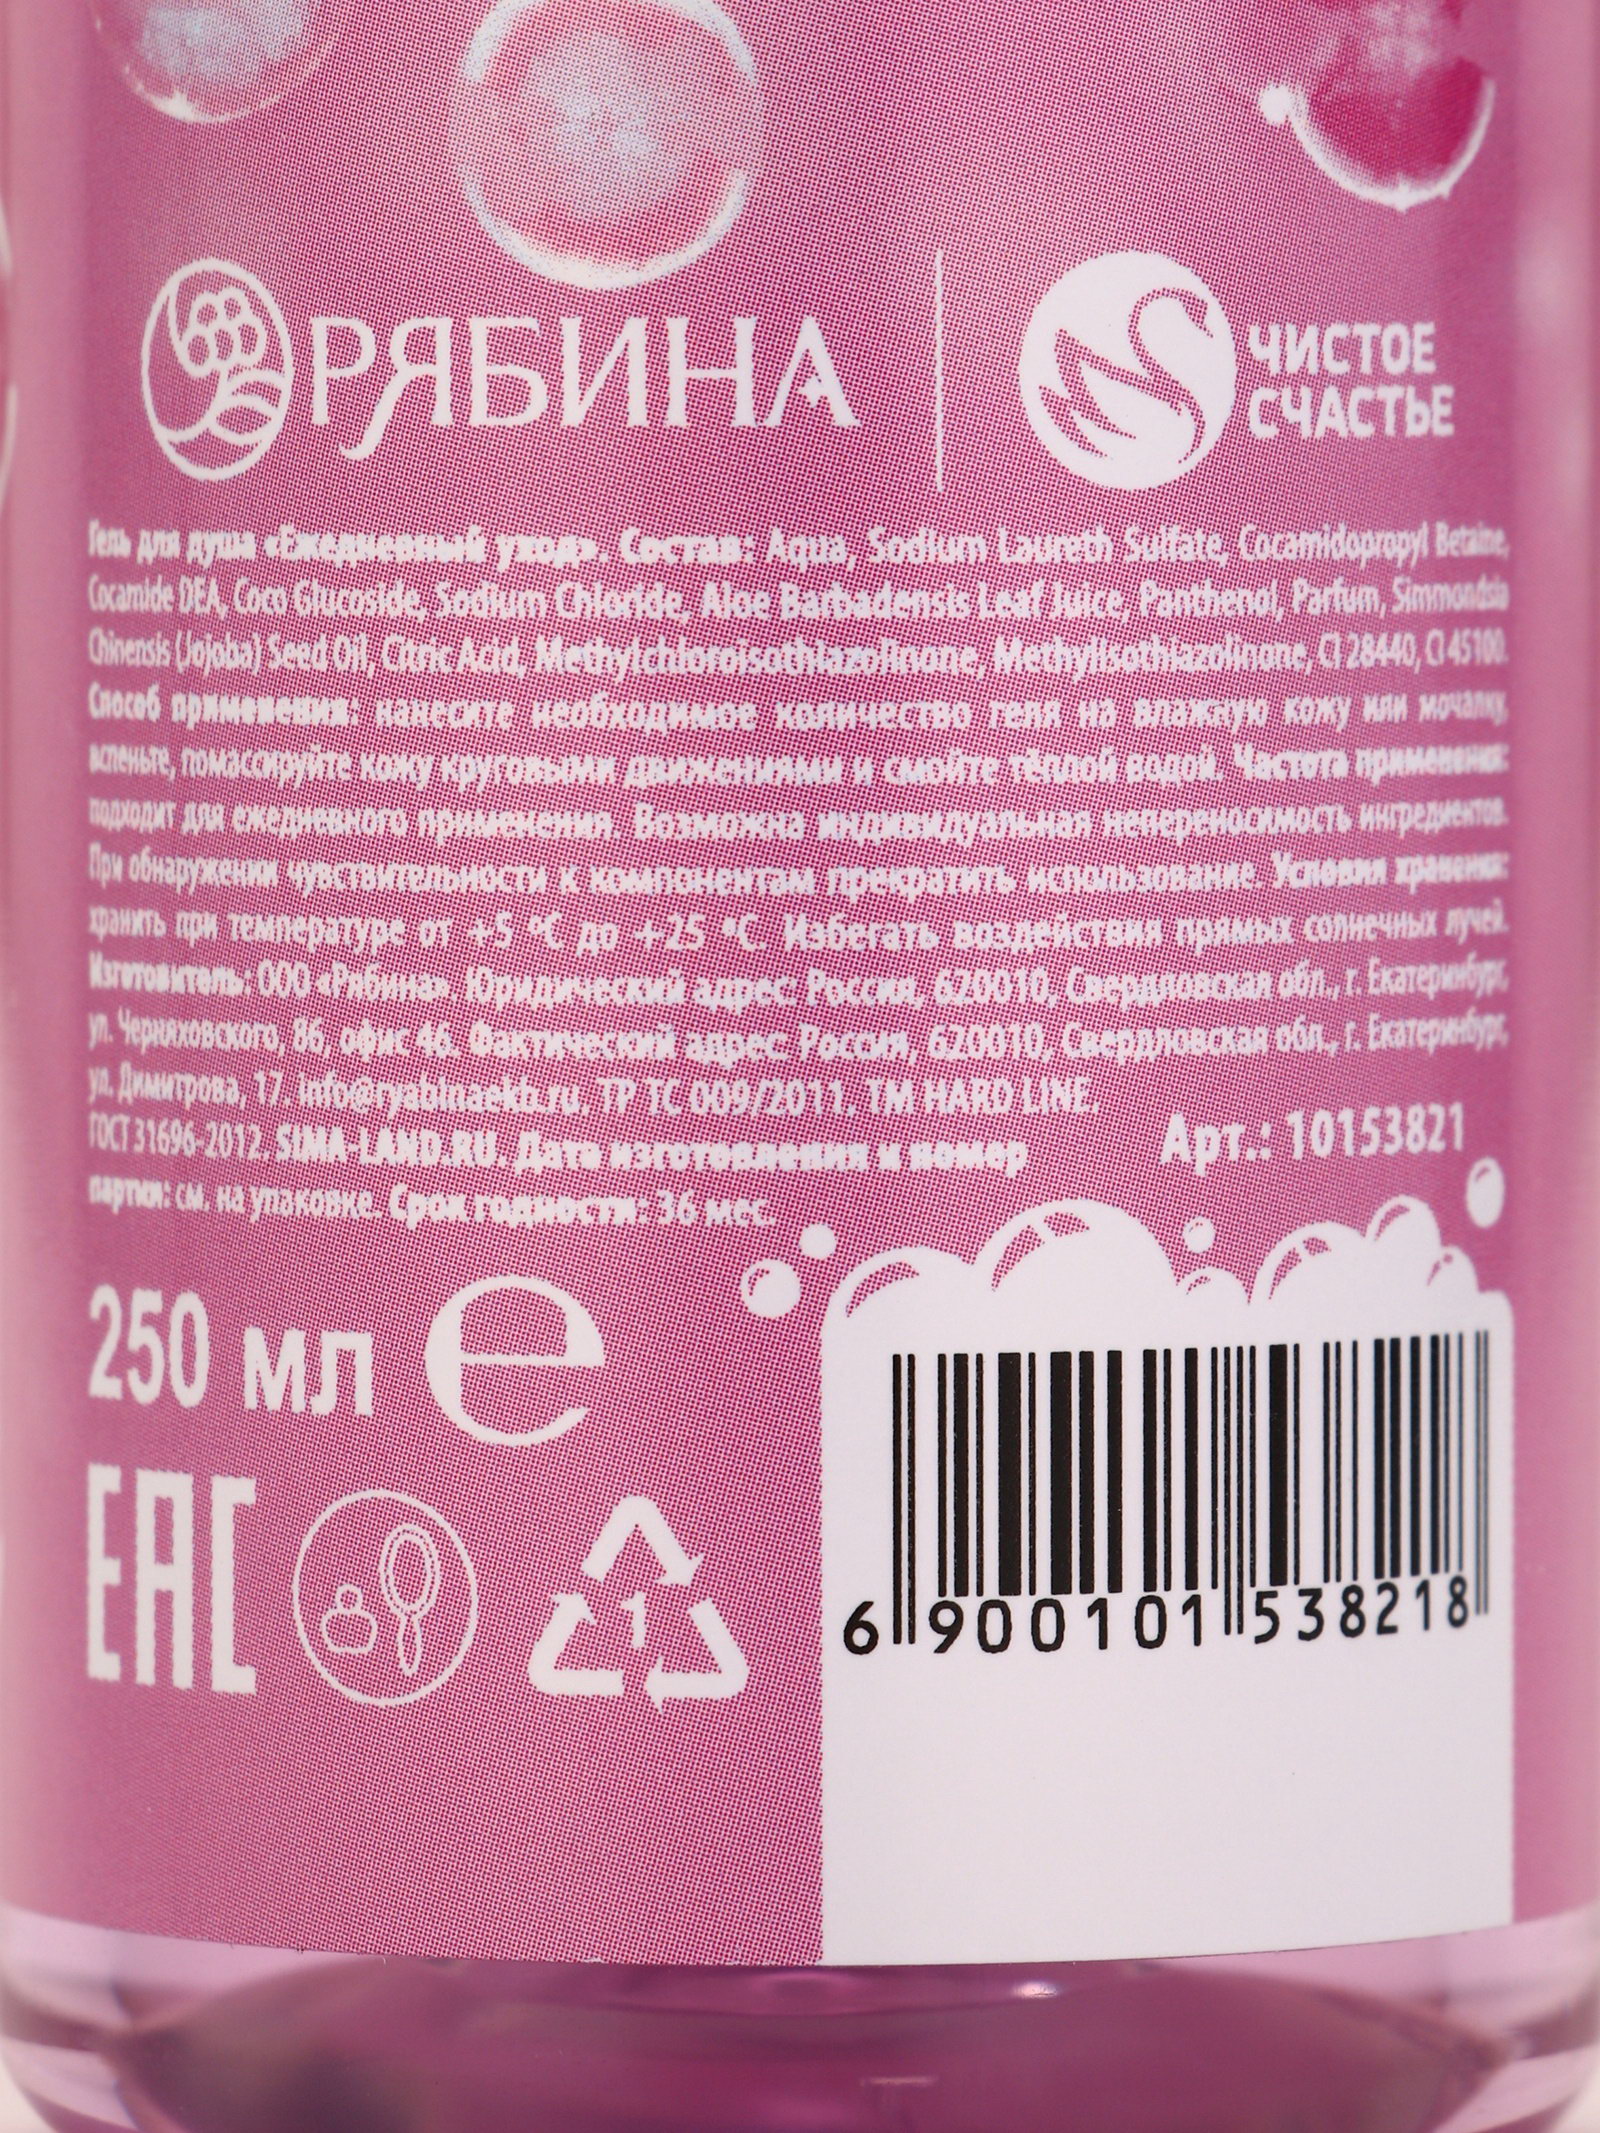 РЯБИНА
ЧИСТОЕ
СЧАСТЬЕ
Гель для душа «Ежедневный уход». Состав: Aqua, Sodium Laureth Sulfate, Cocamidopropyl Betaine,
Cocamide DEA, Coco Glucoside, Sodium Chloride, Aloe Barbadensis Leaf Juice, Panthenol, Parfum, Simmondsia
Chinensis (Jojoba) Seed Oil, Citric Acid, Methylchloroisothiazolinone, Methylisothiazolinone, CI 28440, CI 45100.
Способ применения: нанесите необходимое количество геля на влажную кожу или мочалку,
вспеньте, помассируйте кожу круговыми движениями и смойте тёплой водой. Частота применения:
подходит для ежедневного применения. Возможна индивидуальная непереносимость ингредиентов.
При обнаружении чувствительности к компонентам прекратить использование. Условия хранения:
хранить при температуре от +5 °C до +25 °C. Избегать воздействия прямых солнечных лучей.
Изготовитель: ООО «Рябина». Юридический адрес: Россия, 620010, Свердловская обл., г. Екатеринбург,
ул. Черняховского, 86, офис 46. Фактический адрес: Россия, 620010, Свердловская обл., г. Екатеринбург,
ул. Димитрова, 17. info@ryabinaekb.ru. ТР ТС 009/2011. TM HARD LINE.
ГОСТ 31696-2012. SIMA-LAND.RU. Дата изготовления и номер
партии: см. на упаковке. Срок годности: 36 мес.
Арт.: 10153821
250 мл e
EAC
1
6 900101 538218